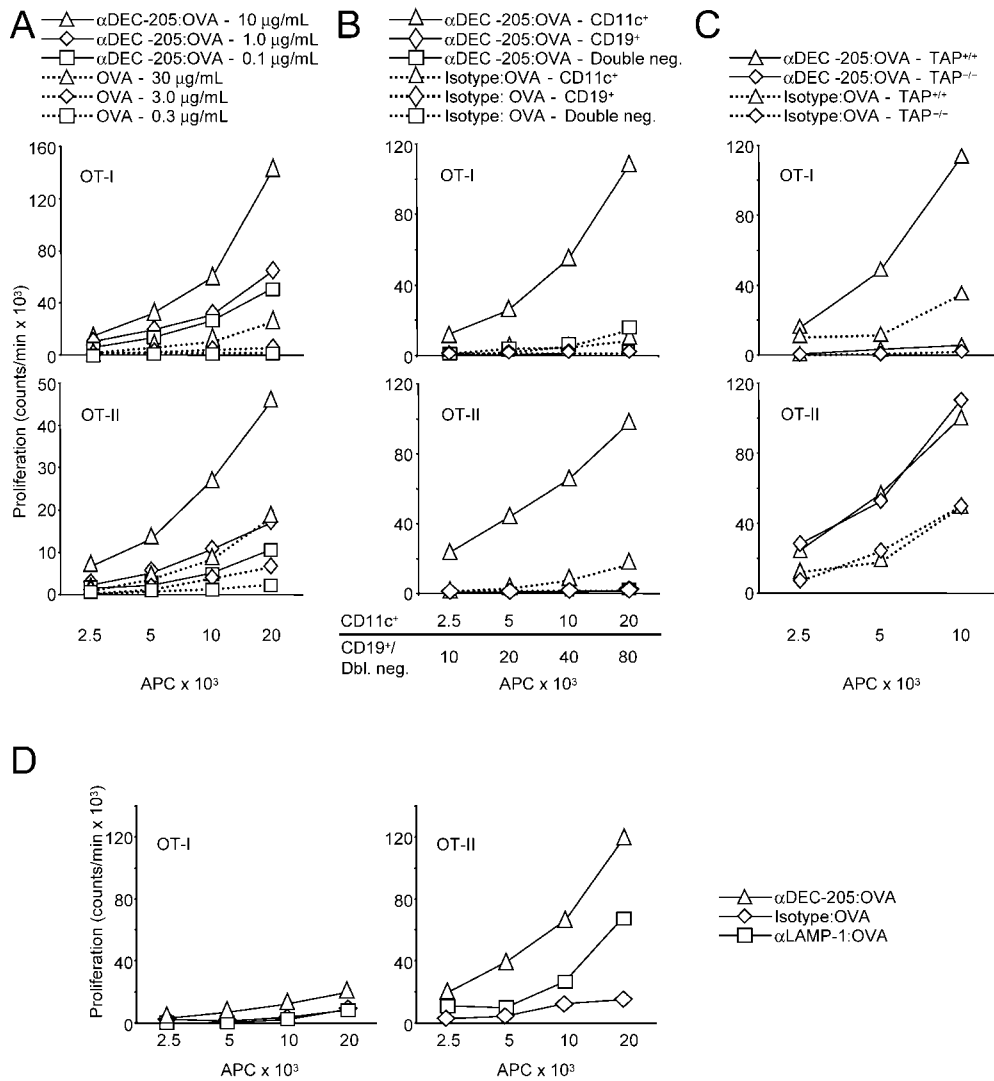 A
αDEC-205:OVA - 10 μg/mL
αDEC -205:OVA - 1.0 μg/mL
αDEC -205:OVA - 0.1 μg/mL
OVA - 30 μg/mL
OVA - 3.0 μg/mL
OVA - 0.3 μg/mL
B
αDEC -205:OVA - CD11c⁺
αDEC -205:OVA - CD19⁺
αDEC -205:OVA - Double neg.
Isotype:OVA - CD11c⁺
Isotype: OVA - CD19⁺
Isotype: OVA - Double neg.
C
αDEC -205:OVA - TAP⁺/⁺
αDEC -205:OVA - TAP⁻/⁻
Isotype:OVA - TAP⁺/⁺
Isotype:OVA - TAP⁻/⁻
Proliferation (counts/min x 10³)
160
120
80
40
0
OT-I
50
40
30
20
10
0
OT-II
2.5 5 10 20
APC x 10³
120
80
40
0
OT-I
120
80
40
0
OT-II
CD11c⁺ 2.5 5 10 20
CD19⁺/
Dbl. neg. 10 20 40 80
APC x 10³
120
80
40
0
OT-I
120
80
40
0
OT-II
2.5 5 10
APC x 10³
D
Proliferation (counts/min x 10³)
120
80
40
0
OT-I
2.5 5 10 20
APC x 10³
120
80
40
0
OT-II
2.5 5 10 20
APC x 10³
αDEC-205:OVA
Isotype:OVA
αLAMP-1:OVA